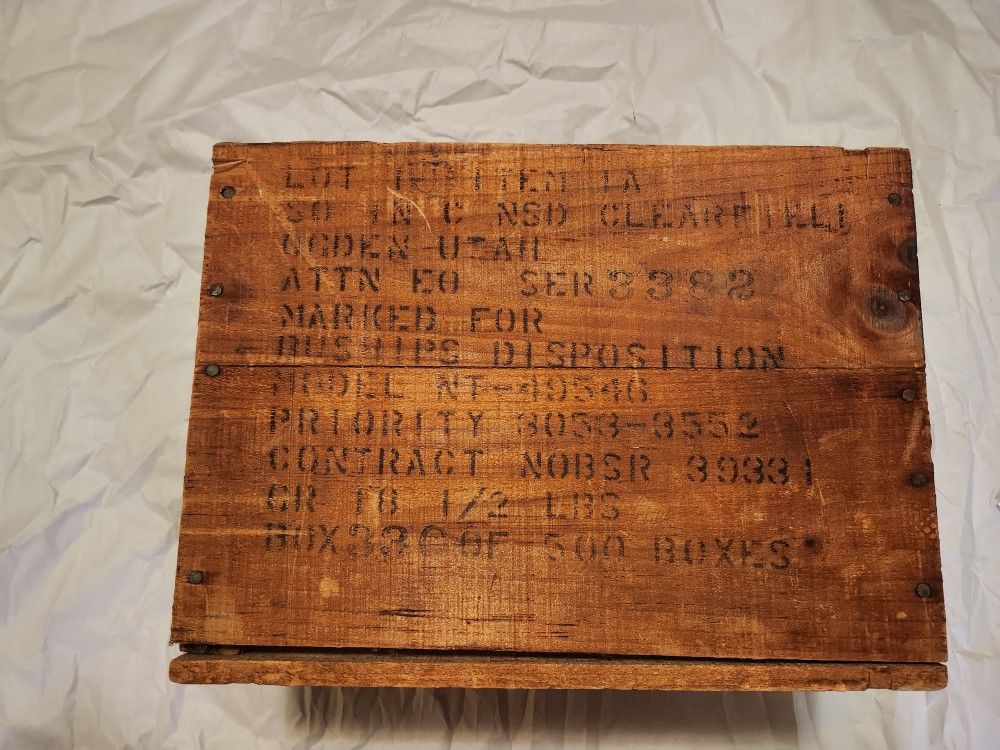 LOT ITEM 1A
SO IN C NSD CLEARFIELD
OGDEN UTAH
ATTN EO SER 3382
MARKED FOR
BUSHIPS DISPOSITION
MODEL NT-49546
PRIORITY 3053-3552
CONTRACT NOBSR 39331
GR 18 1/2 LBS
BOX 330 OF 500 BOXES